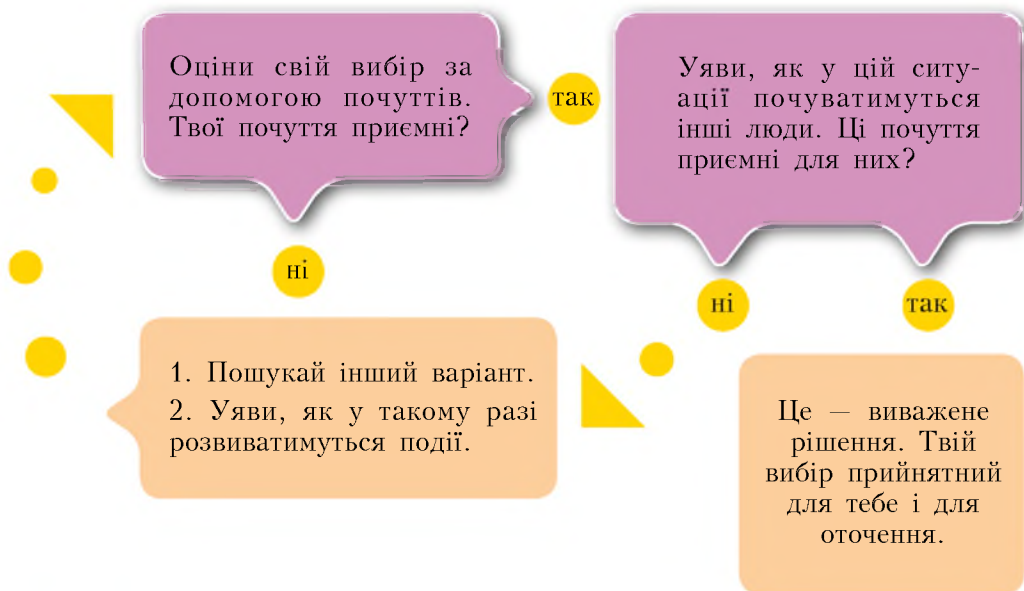 Оціни свій вибір за
допомогою почуттів.
Твої почуття приємні?
так
Уяви, як у цій ситу-
ації почуватимуться
інші люди. Ці почуття
приємні для них?
ні
ні
так
1. Пошукай інший варіант.
2. Уяви, як у такому разі
розвиватимуться події.
Це — виважене
рішення. Твій
вибір прийнятний
для тебе і для
оточення.